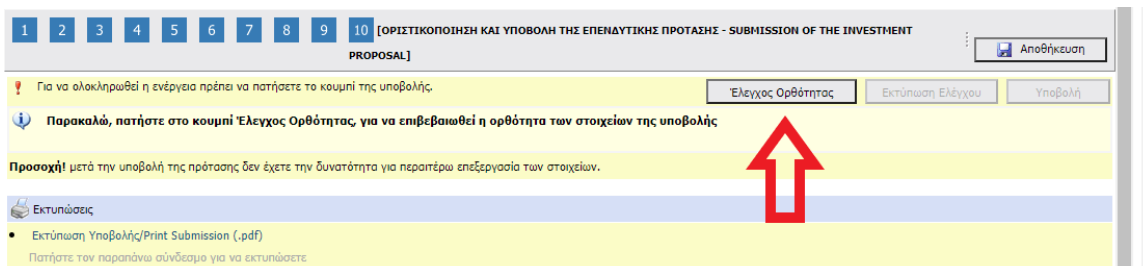 1 2 3 4 5 6 7 8 9 10 [ΟΡΙΣΤΙΚΟΠΟΙΗΣΗ ΚΑΙ ΥΠΟΒΟΛΗ ΤΗΣ ΕΠΕΝΔΥΤΙΚΗΣ ΠΡΟΤΑΣΗΣ - SUBMISSION OF THE INVESTMENT
PROPOSAL]
Αποθήκευση
Για να ολοκληρωθεί η ενέργεια πρέπει να πατήσετε το κουμπί της υποβολής.
Έλεγχος Ορθότητας Εκτύπωση Ελέγχου Υποβολή
Παρακαλώ, πατήστε στο κουμπί Έλεγχος Ορθότητας, για να επιβεβαιωθεί η ορθότητα των στοιχείων της υποβολής
Προσοχή! μετά την υποβολή της πρότασης δεν έχετε την δυνατότητα για περαιτέρω επεξεργασία των στοιχείων.
Εκτυπώσεις
Εκτύπωση Υποβολής/Print Submission (.pdf)
Πατήστε τον παραπάνω σύνδεσμο για να εκτυπώσετε